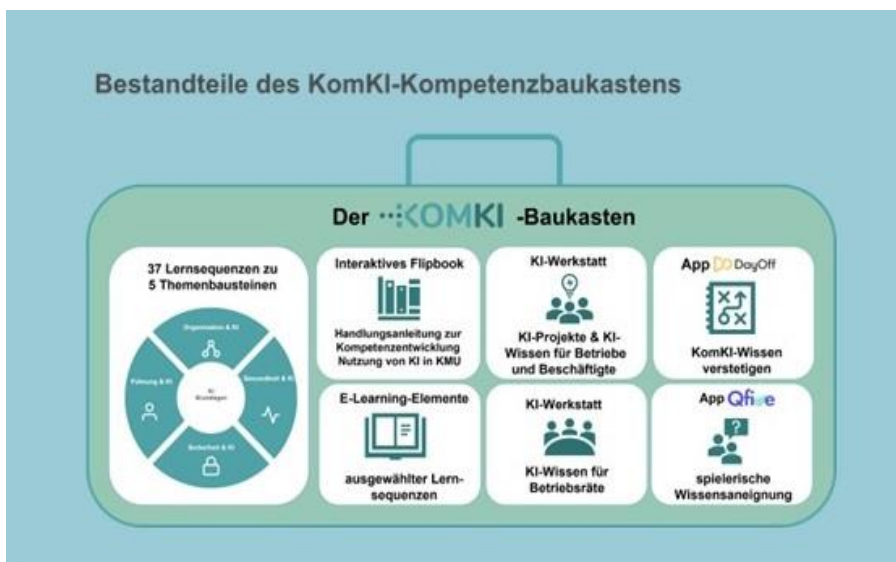 Bestandteile des KomKI-Kompetenzbaukastens
Der KOMKI -Baukasten
37 Lernsequenzen zu
5 Themenbausteinen
Organisation & KI
Führung & KI
Gesundheit & KI
KI
Grundlagen
Sicherheit & KI
Interaktives Flipbook
Handlungsanleitung zur
Kompetenzentwicklung
Nutzung von KI in KMU
E-Learning-Elemente
ausgewählter Lern-
sequenzen
KI-Werkstatt
KI-Projekte & KI-
Wissen für Betriebe
und Beschäftigte
KI-Werkstatt
KI-Wissen für
Betriebsräte
App DayOff
KomKI-Wissen
verstetigen
App Qfive
?
spielerische
Wissensaneignung